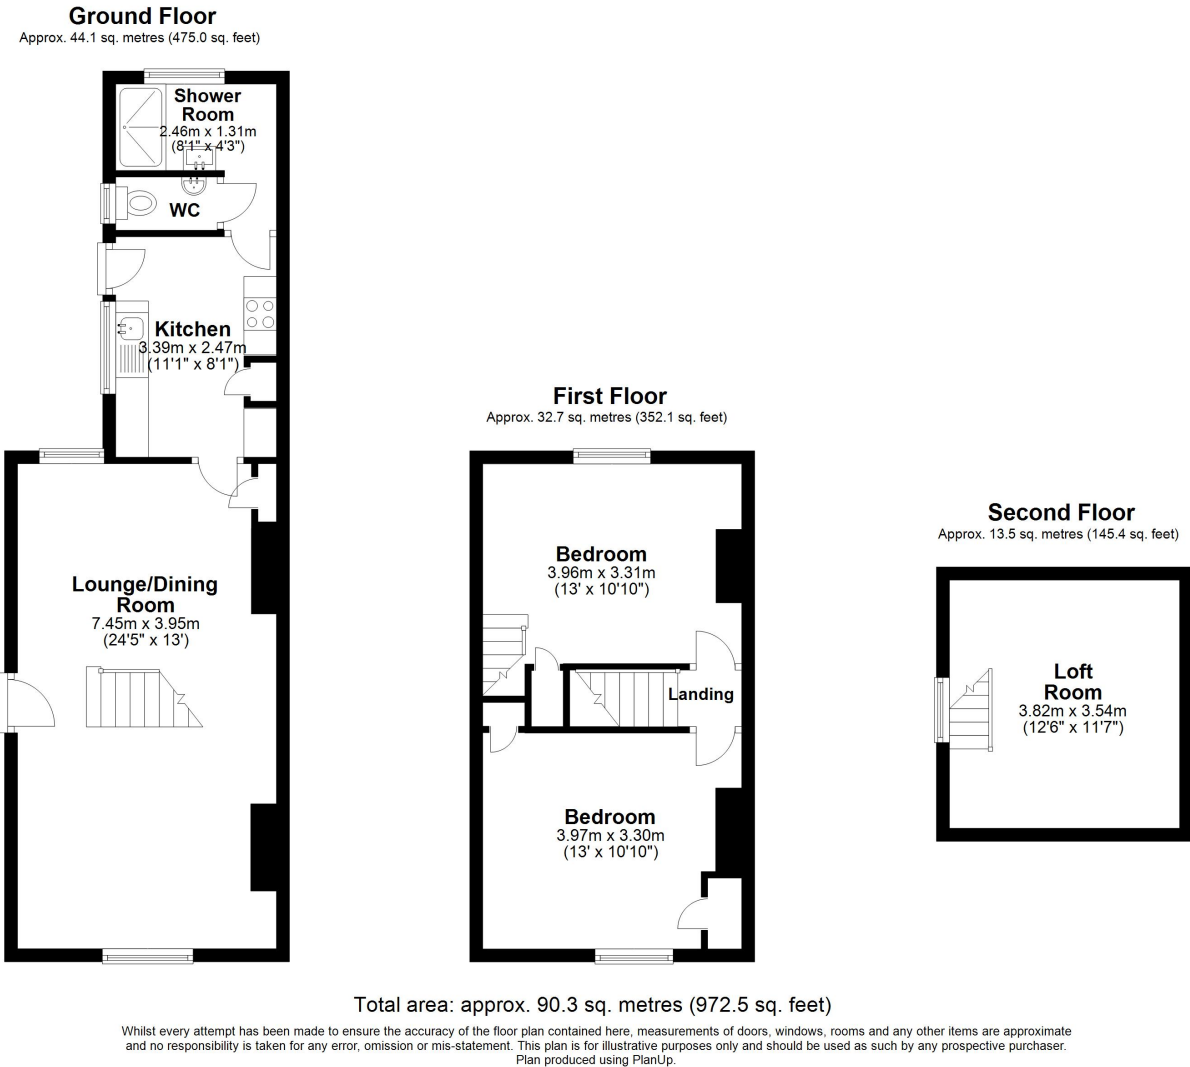 Ground Floor
Approx. 44.1 sq. metres (475.0 sq. feet)
Shower
Room
2.46m x 1.31m
(8'1" x 4'3")
WC
Kitchen
3.39m x 2.47m
(11'1" x 8'1")
Lounge/Dining
Room
7.45m x 3.95m
(24'5" x 13')
First Floor
Approx. 32.7 sq. metres (352.1 sq. feet)
Bedroom
3.96m x 3.31m
(13' x 10'10")
Landing
Bedroom
3.97m x 3.30m
(13' x 10'10")
Second Floor
Approx. 13.5 sq. metres (145.4 sq. feet)
Loft
Room
3.82m x 3.54m
(12'6" x 11'7")
Total area: approx. 90.3 sq. metres (972.5 sq. feet)
Whilst every attempt has been made to ensure the accuracy of the floor plan contained here, measurements of doors, windows, rooms and any other items are approximate
and no responsibility is taken for any error, omission or mis-statement. This plan is for illustrative purposes only and should be used as such by any prospective purchaser.
Plan produced using PlanUp.